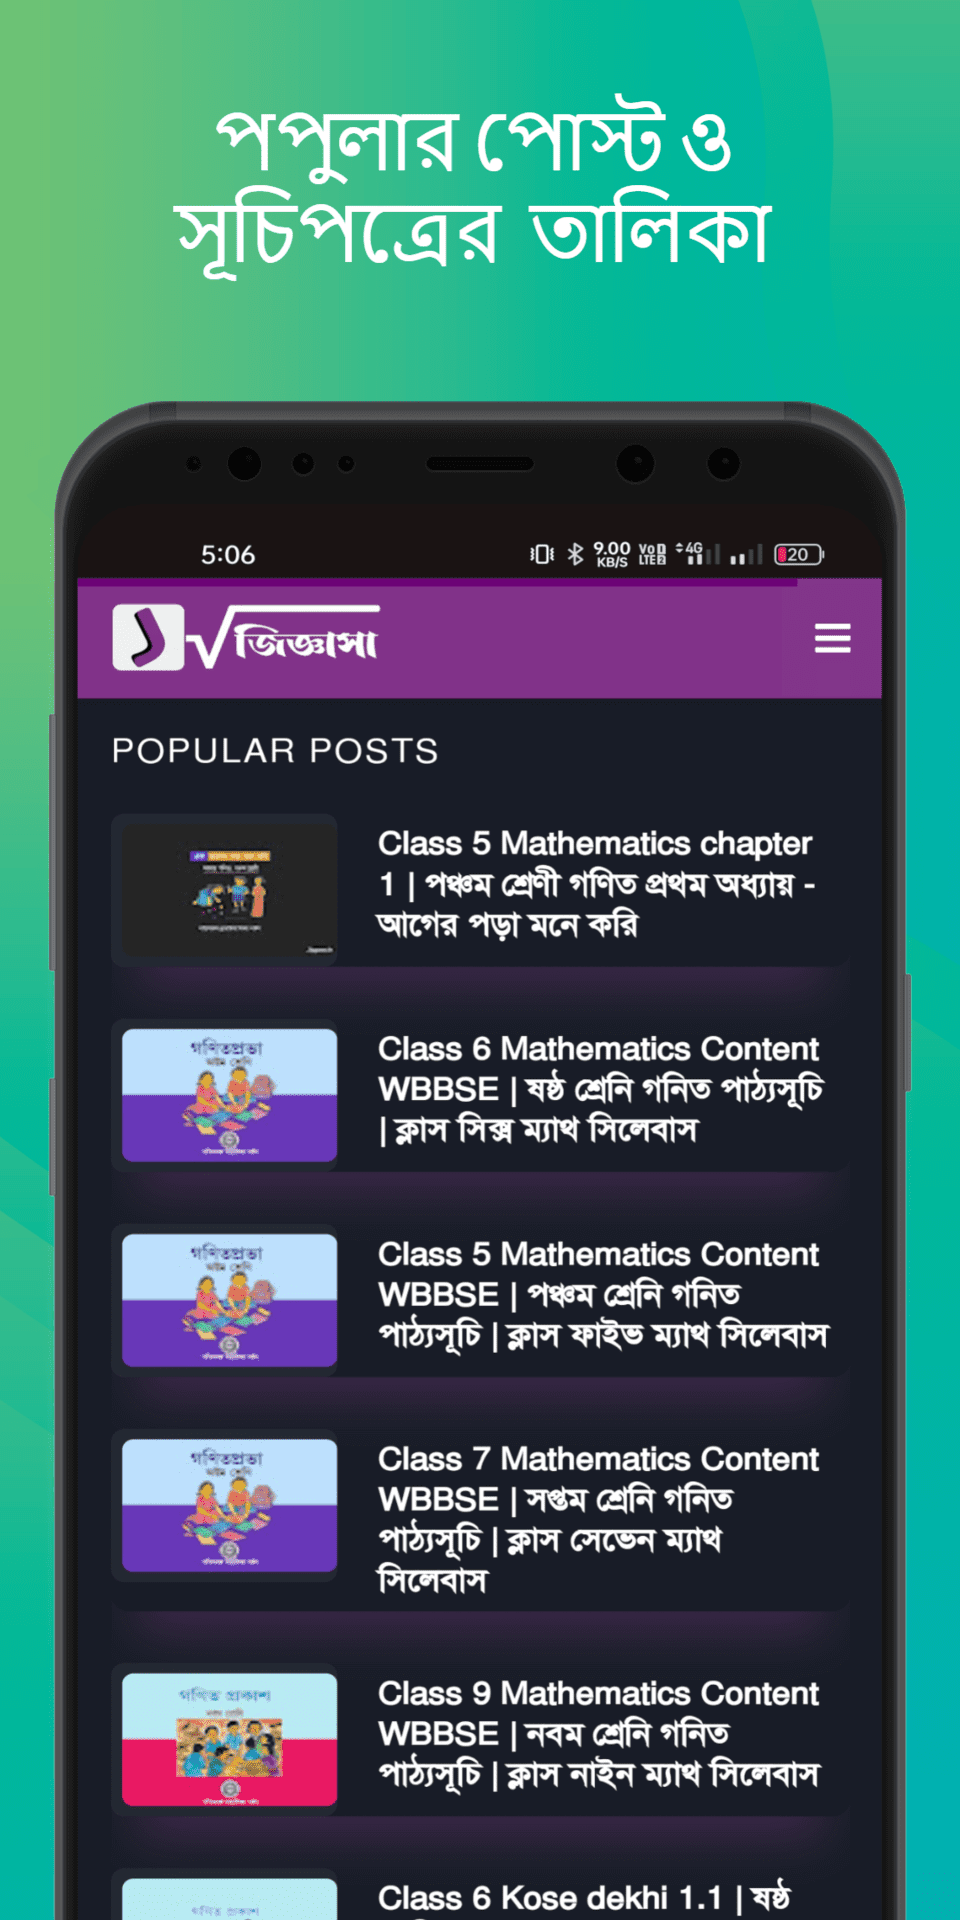 পপুলার পোস্ট ও
সূচিপত্রের তালিকা
5:06
9.00
KB/S
Vo
LTE 2
4G
20
জিজ্ঞাসা
POPULAR POSTS
Class 5 Mathematics chapter
1 | পঞ্চম শ্রেণী গণিত প্রথম অধ্যায় -
আগের পড়া মনে করি
গণিতপ্রভা
Class 6 Mathematics Content
WBBSE | ষষ্ঠ শ্রেনি গনিত পাঠ্যসূচি
| ক্লাস সিক্স ম্যাথ সিলেবাস
গণিতপ্রভা
Class 5 Mathematics Content
WBBSE | পঞ্চম শ্রেনি গনিত
পাঠ্যসূচি | ক্লাস ফাইভ ম্যাথ সিলেবাস
গণিতপ্রভা
Class 7 Mathematics Content
WBBSE | সপ্তম শ্রেনি গনিত
পাঠ্যসূচি | ক্লাস সেভেন ম্যাথ
সিলেবাস
গণিত প্রকাশ
নবম শ্রেণি
Class 9 Mathematics Content
WBBSE | নবম শ্রেনি গনিত
পাঠ্যসূচি | ক্লাস নাইন ম্যাথ সিলেবাস
গণিত প্রকাশ
Class 6 Kose dekhi 1.1 | ষষ্ঠ